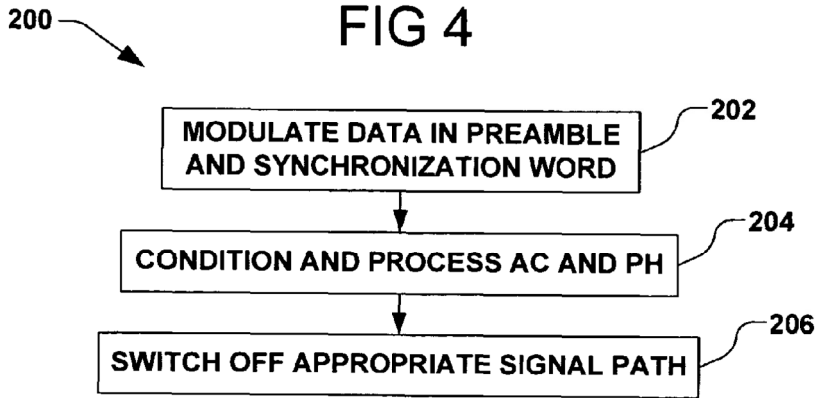 200
FIG 4
202
MODULATE DATA IN PREAMBLE
AND SYNCHRONIZATION WORD
204
CONDITION AND PROCESS AC AND PH
206
SWITCH OFF APPROPRIATE SIGNAL PATH